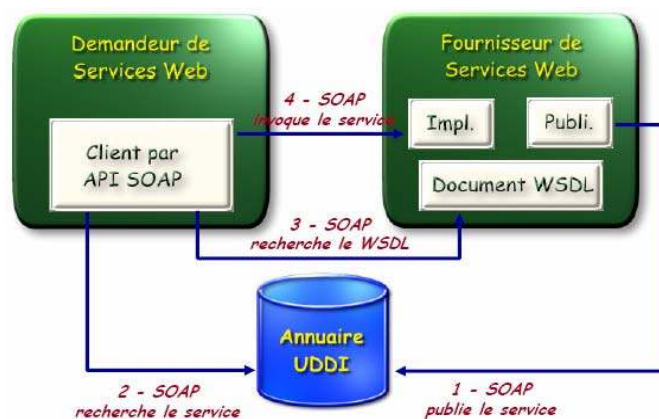 Demandeur de
Services Web
Client par
API SOAP
4 - SOAP
invoque le service
Fournisseur de
Services Web
Impl.
Publi.
Document WSDL
3 - SOAP
recherche le WSDL
Annuaire
UDDI
2 - SOAP
recherche le service
1 - SOAP
publie le service